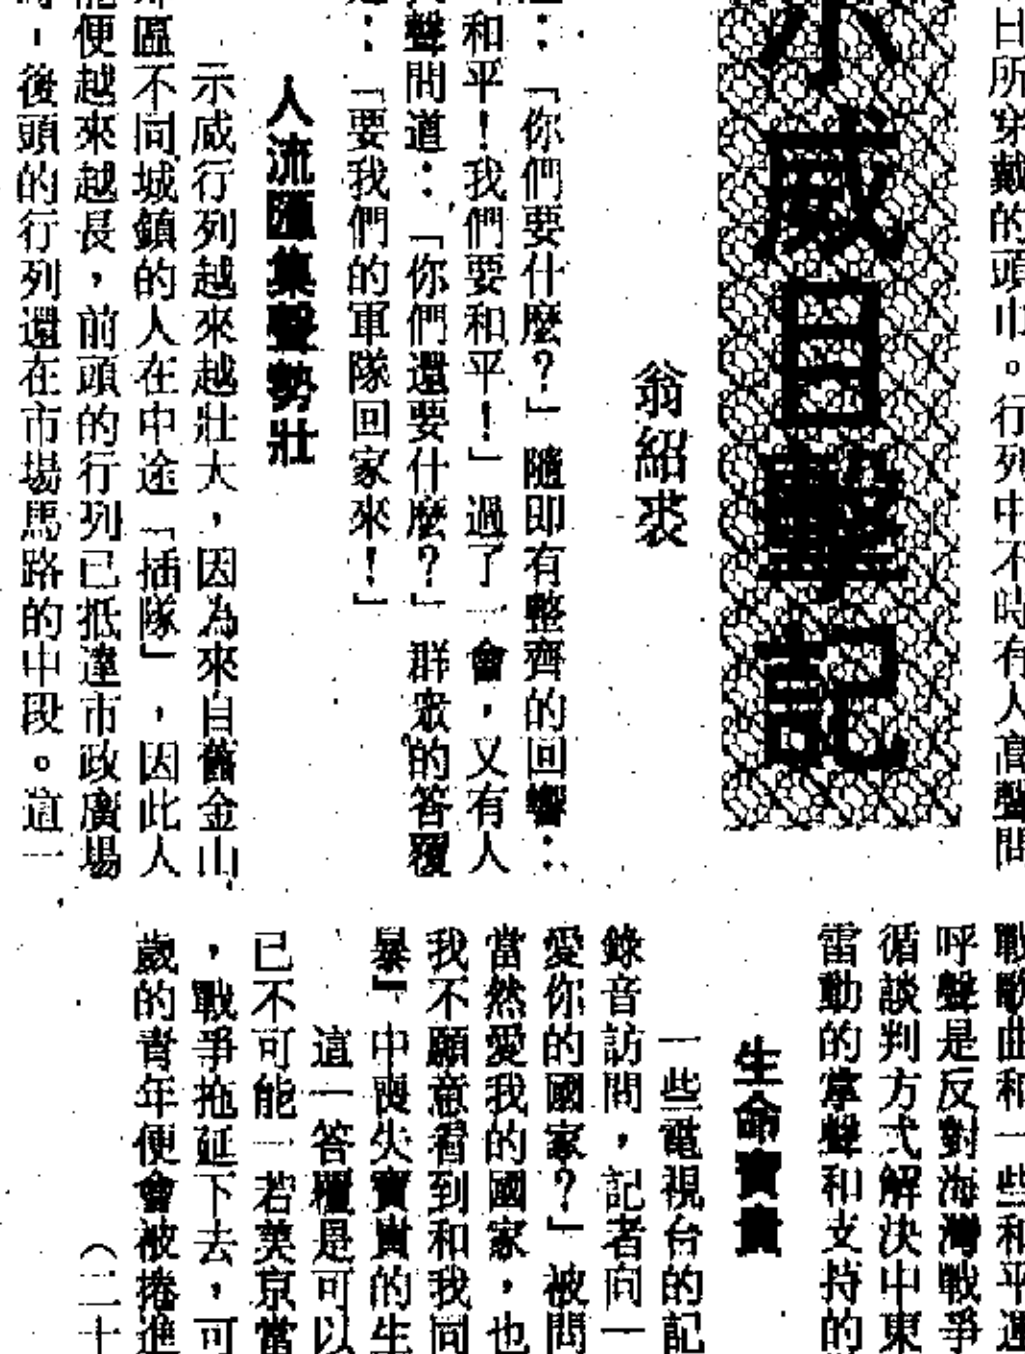 日所穿戴的頭巾。行列中不時有人高聲問
示威目擊記
翁紹裘
：「你們要什麼？」隨即有整齊的回響：
和平！我們要和平！」過了一會，又有人
聲問道：「你們還要什麼？」群眾的答覆
：「要我們的軍隊回家來！」
人流匯集聲勢壯
示威行列越來越壯大，因為來自舊金山
區不同城鎮的人在中途「插隊」，因此人
便越來越長，前頭的行列已抵達市政廣場
，後頭的行列還在市場馬路的中段。這一
戰歌曲和一些和平運
呼聲是反對海灣戰爭
循談判方式解決中東
雷動的掌聲和支持的
生命寶貴
一些電視台的記
錄音訪問，記者向一
愛你的國家？」被問
當然愛我的國家，也
我不願意看到和我同
暴』中喪失寶貴的生
這一答覆是可以
已不可能一若美京當
，戰爭拖延下去，可
歲的青年便會被捲進
（二十